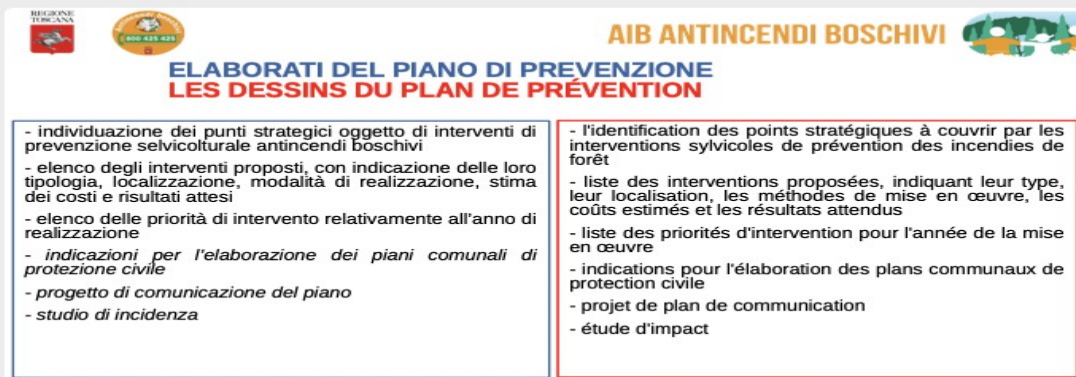 REGIONE
TOSCANA
antincendi boschivi
800 425 425
AIB ANTINCENDI BOSCHIVI
ELABORATI DEL PIANO DI PREVENZIONE
LES DESSINS DU PLAN DE PRÉVENTION
- individuazione dei punti strategici oggetto di interventi di
prevenzione selvicolturale antincendi boschivi
- elenco degli interventi proposti, con indicazione delle loro
tipologia, localizzazione, modalità di realizzazione, stima
dei costi e risultati attesi
- elenco delle priorità di intervento relativamente all'anno di
realizzazione
- indicazioni per l'elaborazione dei piani comunali di
protezione civile
- progetto di comunicazione del piano
- studio di incidenza
- l'identification des points stratégiques à couvrir par les
interventions sylvicoles de prévention des incendies de
forêt
- liste des interventions proposées, indiquant leur type,
leur localisation, les méthodes de mise en œuvre, les
coûts estimés et les résultats attendus
- liste des priorités d'intervention pour l'année de la mise
en œuvre
- indications pour l'élaboration des plans communaux de
protection civile
- projet de plan de communication
- étude d'impact